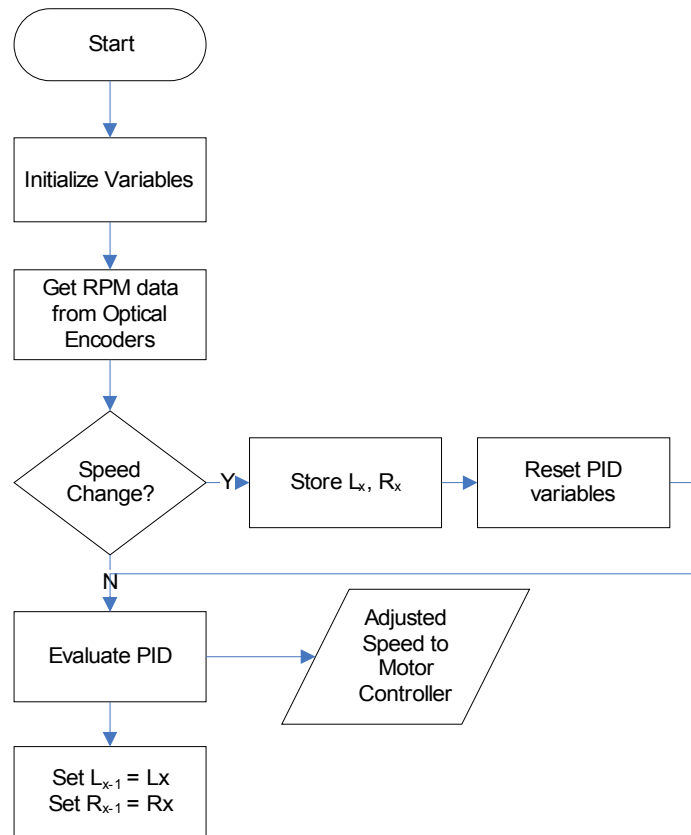 Start
Initialize Variables
Get RPM data
from Optical
Encoders
Speed
Change?
Y
Store Lₓ, Rₓ
Reset PID
variables
N
Evaluate PID
Adjusted
Speed to
Motor
Controller
Set Lₓ₋₁ = Lx
Set Rₓ₋₁ = Rx